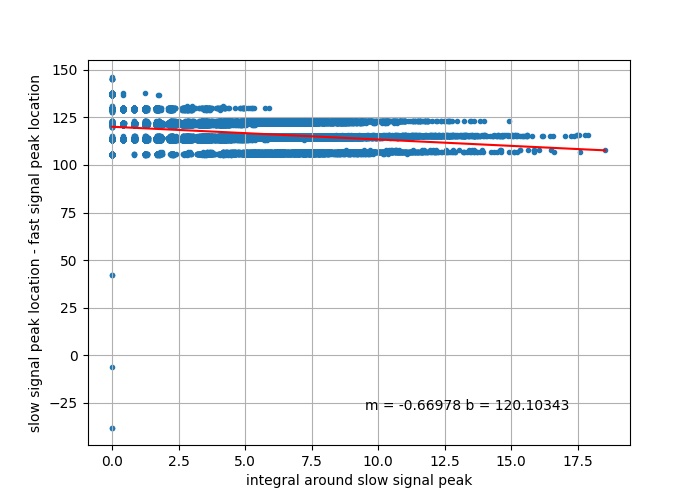 150
125
100
75
50
25
0
−25
slow signal peak location - fast signal peak location
m = -0.66978 b = 120.10343
0.0 2.5 5.0 7.5 10.0 12.5 15.0 17.5
integral around slow signal peak